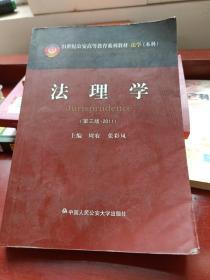 21世纪公安高等教育系列教材·法学（本科）
法理学
Jurisprudence
（第三版·2011）
主编 周农 张彩凤
中国人民公安大学出版社